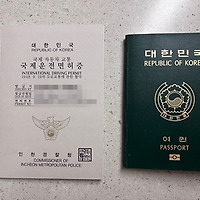 대한민국
REPUBLIC OF KOREA
국제 자동차 교통
국제운전면허증
INTERNATIONAL DRIVING PERMIT
인천경찰청장
COMMISSIONER OF
INCHEON METROPOLITAN POLICE
대한민국
REPUBLIC OF KOREA
여권
PASSPORT